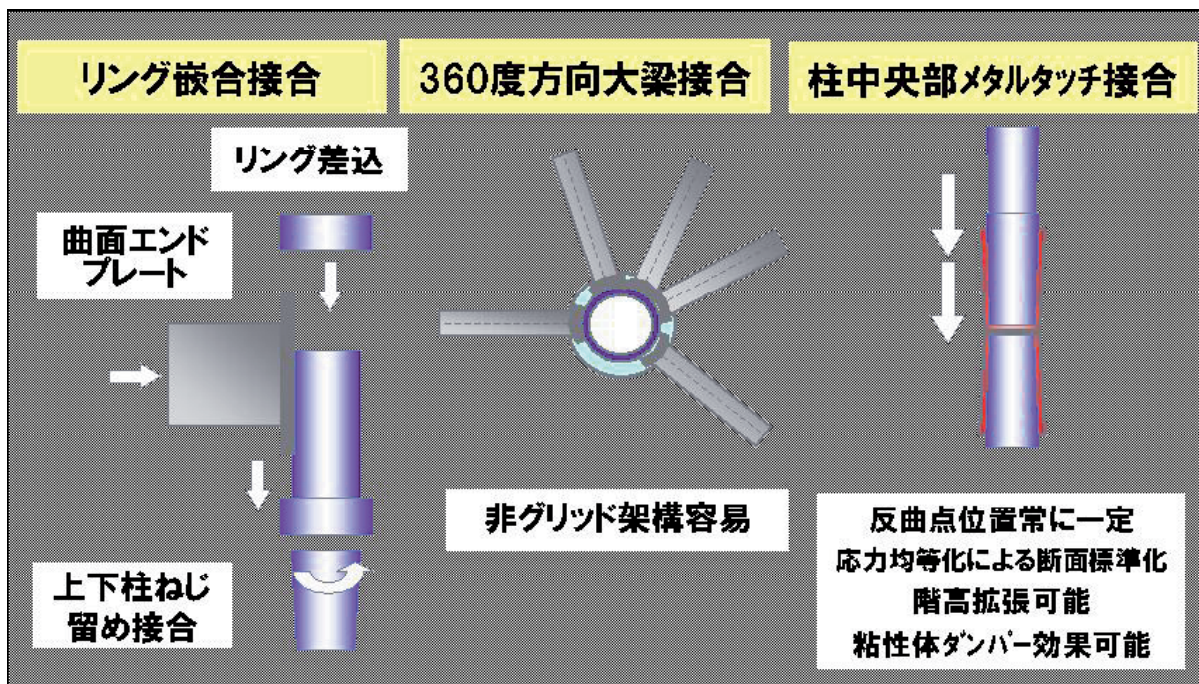 リング嵌合接合
360度方向大梁接合
柱中央部メタルタッチ接合
リング差込
曲面エンド
プレート
上下柱ねじ
留め接合
非グリッド架構容易
反曲点位置常に一定
応力均等化による断面標準化
階高拡張可能
粘性体ダンパー効果可能